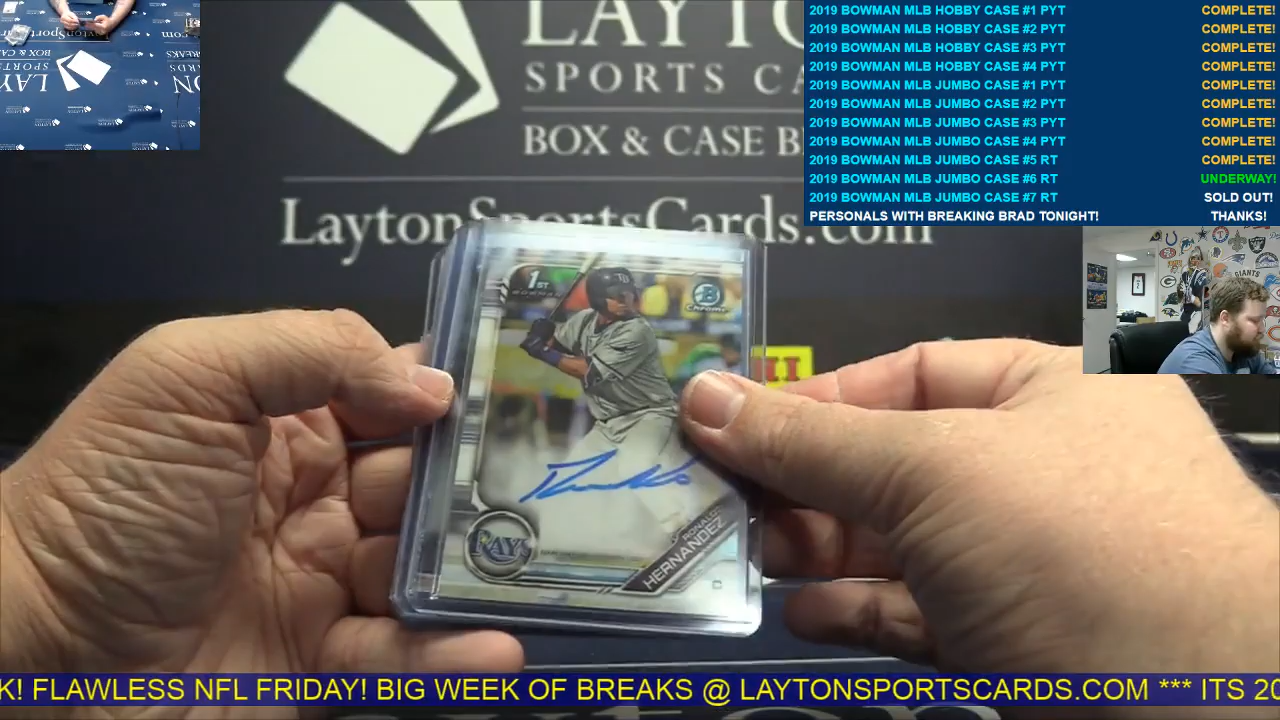 2019 BOWMAN MLB HOBBY CASE #1 PYT COMPLETE!
2019 BOWMAN MLB HOBBY CASE #2 PYT COMPLETE!
2019 BOWMAN MLB HOBBY CASE #3 PYT COMPLETE!
2019 BOWMAN MLB HOBBY CASE #4 PYT COMPLETE!
2019 BOWMAN MLB JUMBO CASE #1 PYT COMPLETE!
2019 BOWMAN MLB JUMBO CASE #2 PYT COMPLETE!
2019 BOWMAN MLB JUMBO CASE #3 PYT COMPLETE!
2019 BOWMAN MLB JUMBO CASE #4 PYT COMPLETE!
2019 BOWMAN MLB JUMBO CASE #5 RT COMPLETE!
2019 BOWMAN MLB JUMBO CASE #6 RT UNDERWAY!
2019 BOWMAN MLB JUMBO CASE #7 RT SOLD OUT!
PERSONALS WITH BREAKING BRAD TONIGHT! THANKS!
LAYTO
SPORTS CA
BOX & CASE B
LaytonSportsCards.com
1ST
BOWMAN
Chrome
GIANTS
RAYS
RONALDO
HERNANDEZ
K! FLAWLESS NFL FRIDAY! BIG WEEK OF BREAKS @ LAYTONSPORTSCARDS.COM *** ITS 20